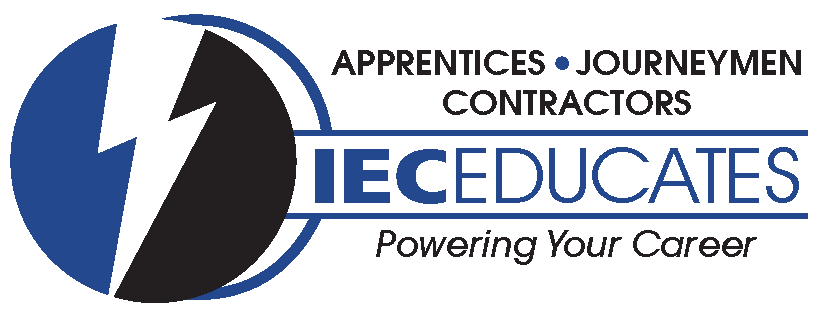 APPRENTICES • JOURNEYMEN
CONTRACTORS
IECEDUCATES
Powering Your Career